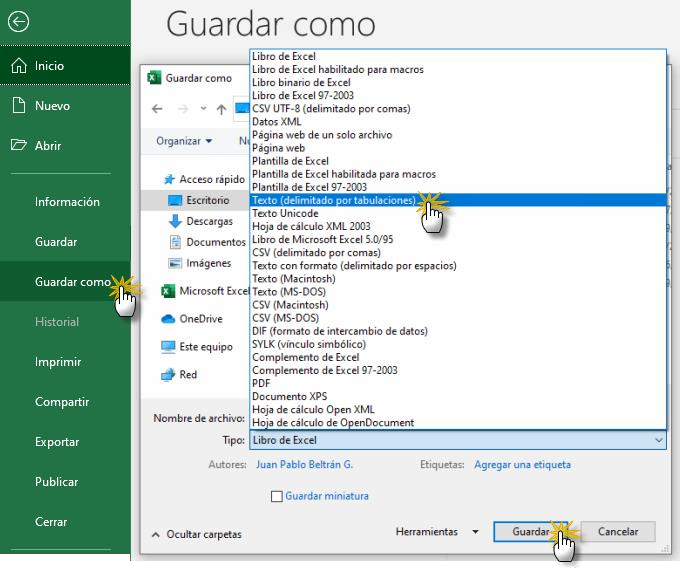 Guardar como
Inicio
Nuevo
Abrir
Información
Guardar
Guardar como
Historial
Imprimir
Compartir
Exportar
Publicar
Cerrar
Guardar como
Organizar
Acceso rápido
Escritorio
Descargas
Documentos
Imágenes
Microsoft Excel
OneDrive
Este equipo
Red
Libro de Excel
Libro de Excel habilitado para macros
Libro binario de Excel
Libro de Excel 97-2003
CSV UTF-8 (delimitado por comas)
Datos XML
Página web de un solo archivo
Página web
Plantilla de Excel
Plantilla de Excel habilitada para macros
Plantilla de Excel 97-2003
Texto (delimitado por tabulaciones)
Texto Unicode
Hoja de cálculo XML 2003
Libro de Microsoft Excel 5.0/95
CSV (delimitado por comas)
Texto con formato (delimitado por espacios)
Texto (Macintosh)
Texto (MS-DOS)
CSV (Macintosh)
CSV (MS-DOS)
DIF (formato de intercambio de datos)
SYLK (vínculo simbólico)
Complemento de Excel
Complemento de Excel 97-2003
PDF
Documento XPS
Hoja de cálculo Open XML
Hoja de cálculo de OpenDocument
Nombre de archivo:
Tipo: Libro de Excel
Autores: Juan Pablo Beltrán G. Etiquetas: Agregar una etiqueta
Guardar miniatura
Ocultar carpetas Herramientas Guardar Cancelar